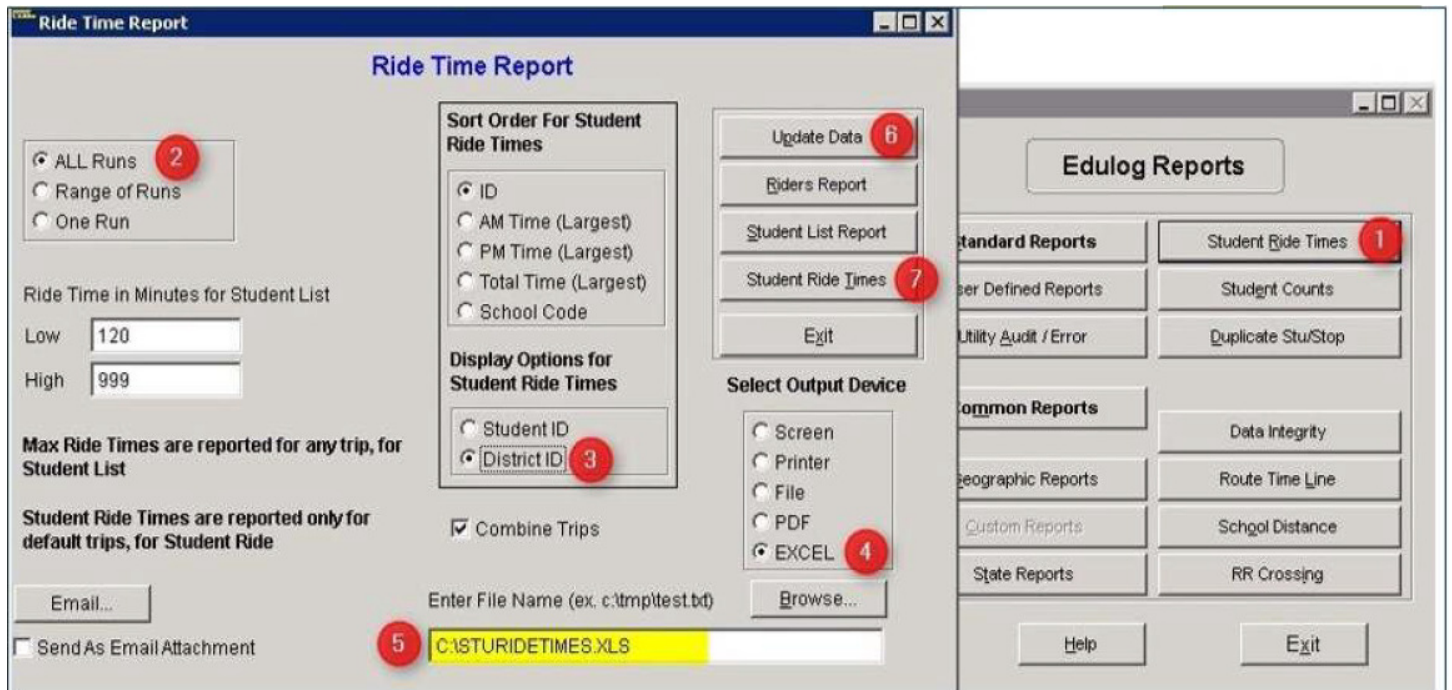 Ride Time Report
Ride Time Report
ALL Runs 2
Range of Runs
One Run
Ride Time in Minutes for Student List
Low 120
High 999
Max Ride Times are reported for any trip, for
Student List
Student Ride Times are reported only for
default trips, for Student Ride
Email...
Send As Email Attachment
Sort Order For Student
Ride Times
ID
AM Time (Largest)
PM Time (Largest)
Total Time (Largest)
School Code
Display Options for
Student Ride Times
Student ID
District ID 3
Combine Trips
Enter File Name (ex. c:\tmp\test.txt)
5 C:\STURIDETIMES.XLS
Update Data 6
Riders Report
Student List Report
Student Ride Times 7
Exit
Select Output Device
Screen
Printer
File
PDF
EXCEL 4
Browse...
Edulog Reports
tandard Reports
ser Defined Reports
Utility Audit / Error
ommon Reports
eographic Reports
Custom Reports
State Reports
Student Ride Times 1
Student Counts
Duplicate Stu/Stop
Data Integrity
Route Time Line
School Distance
RR Crossing
Help
Exit